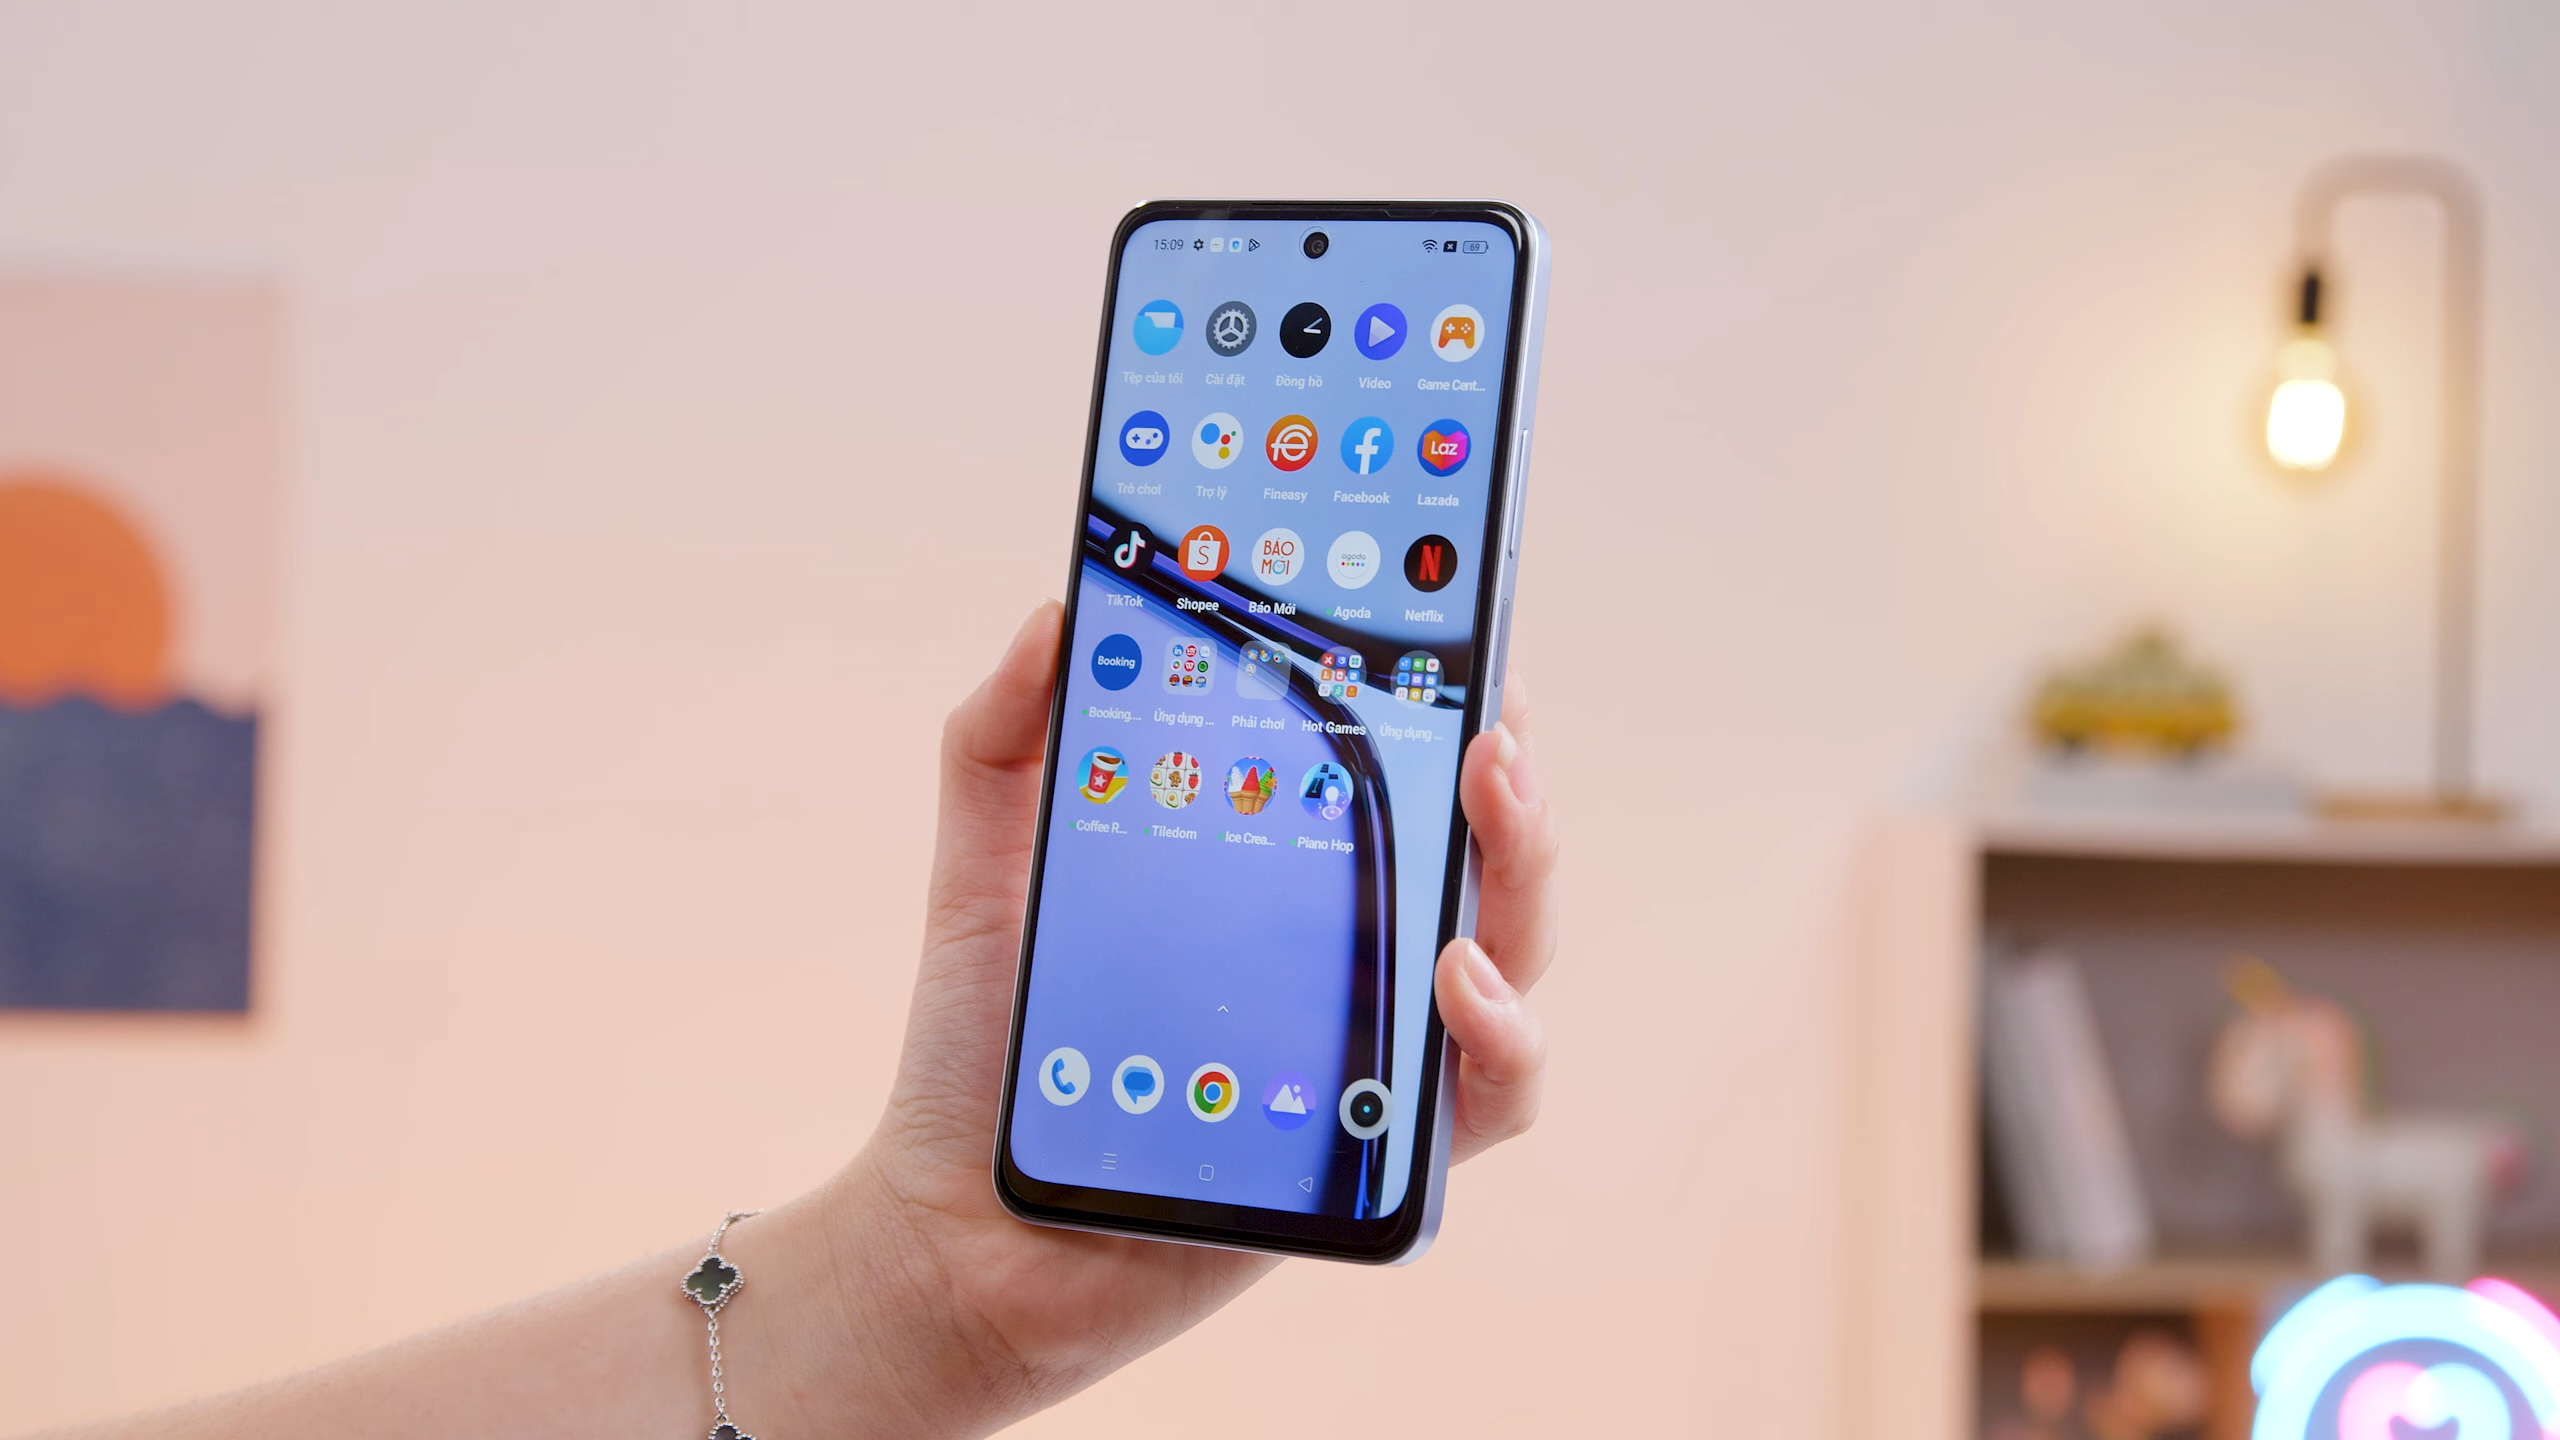 15:09
69
Tệp của tôi Cài đặt Đồng hồ Video Game Cent...
Laz
Trò chơi Trợ lý Fineasy Facebook Lazada
S BÁO MỚI agoda N
TikTok Shopee Báo Mới Agoda Netflix
Booking
Booking.... Ứng dụng ... Phải chơi Hot Games Ứng dụng ...
Coffee R... Tiledom Ice Crea... Piano Hop